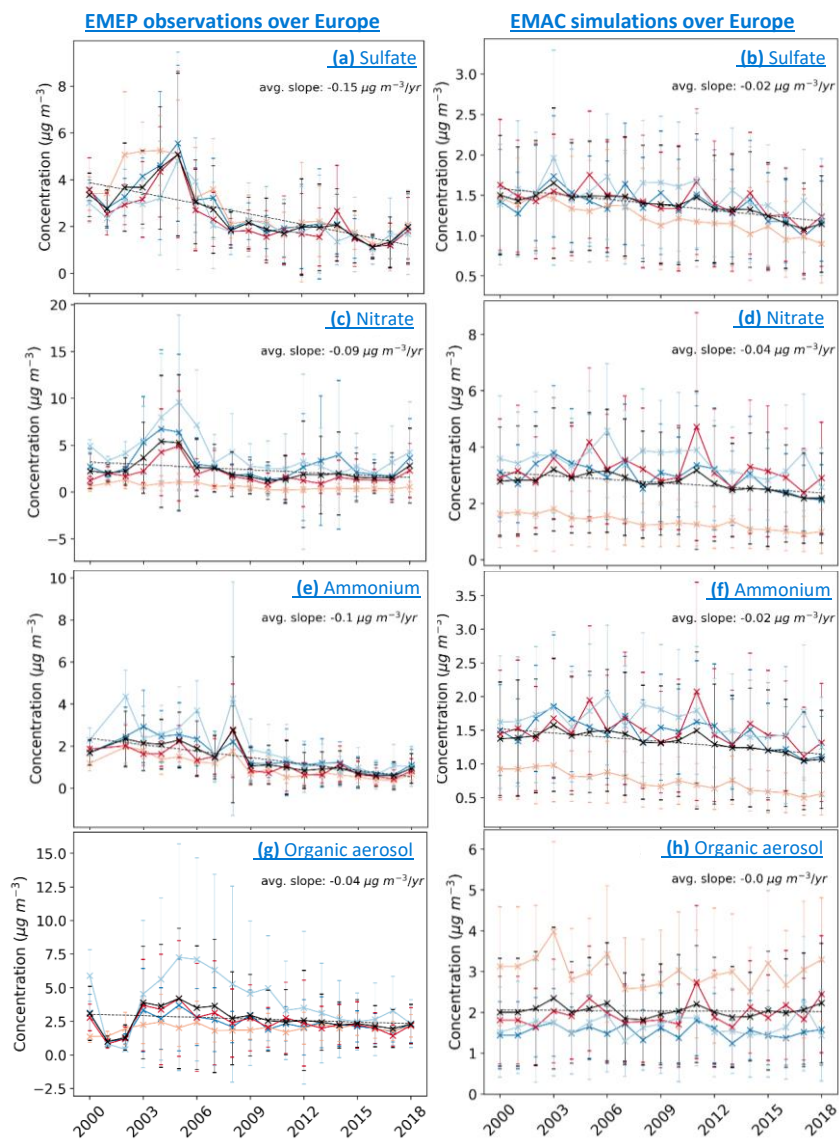 EMEP observations over Europe
EMAC simulations over Europe
(a) Sulfate
avg. slope: -0.15 μg m⁻³/yr
Concentration (μg m⁻³)
8
6
4
2
0
(b) Sulfate
avg. slope: -0.02 μg m⁻³/yr
3.0
2.5
2.0
1.5
1.0
0.5
(c) Nitrate
avg. slope: -0.09 μg m⁻³/yr
Concentration (μg m⁻³)
20
15
10
5
0
−5
(d) Nitrate
avg. slope: -0.04 μg m⁻³/yr
Concentration (μg m⁻³)
8
6
4
2
0
(e) Ammonium
avg. slope: -0.1 μg m⁻³/yr
Concentration (μg m⁻³)
10
8
6
4
2
0
(f) Ammonium
avg. slope: -0.02 μg m⁻³/yr
Concentration (μg m⁻³)
3.5
3.0
2.5
2.0
1.5
1.0
0.5
(g) Organic aerosol
avg. slope: -0.04 μg m⁻³/yr
Concentration (μg m⁻³)
15.0
12.5
10.0
7.5
5.0
2.5
0.0
−2.5
2000
2003
2006
2009
2012
2015
2018
(h) Organic aerosol
avg. slope: -0.0 μg m⁻³/yr
Concentration (μg m⁻³)
6
5
4
3
2
1
0
2000
2003
2006
2009
2012
2015
2018